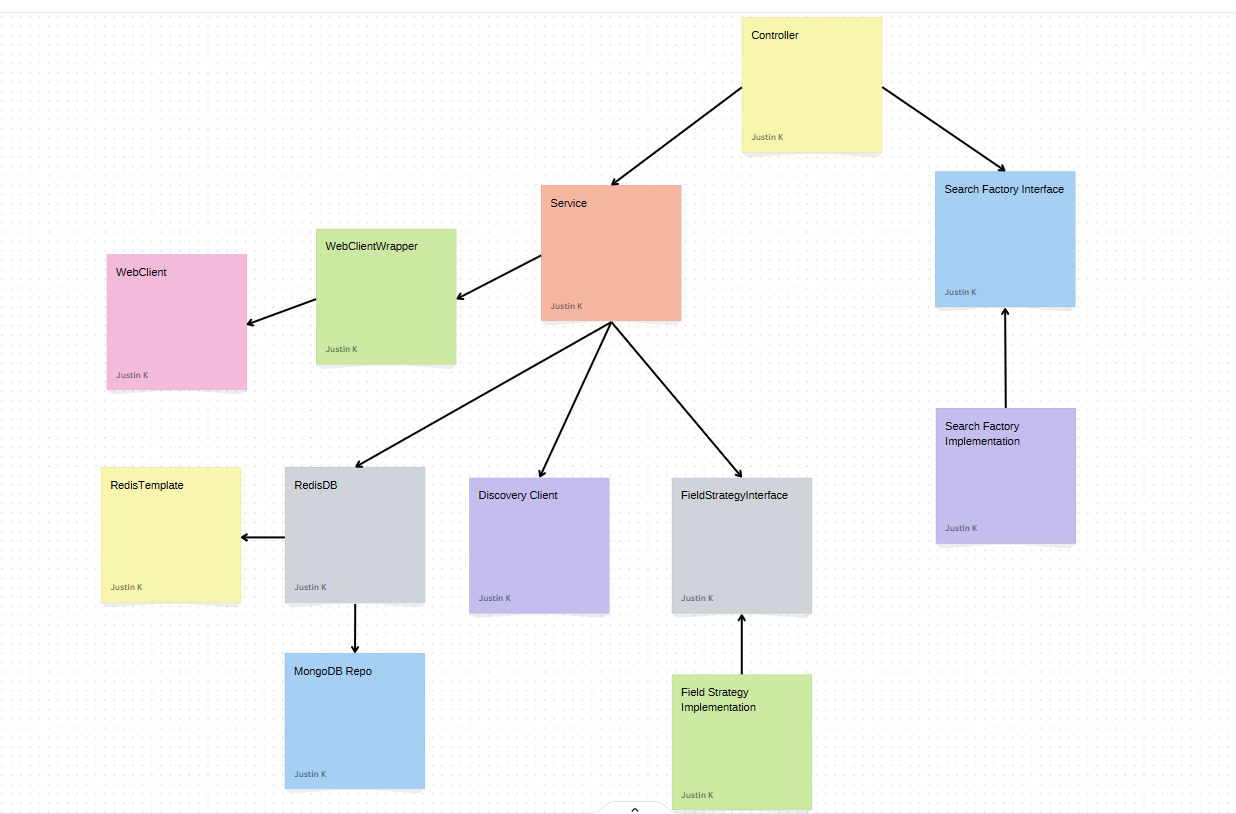 Controller
Justin K
Search Factory Interface
Justin K
Service
Justin K
WebClientWrapper
Justin K
WebClient
Justin K
Search Factory
Implementation
Justin K
RedisTemplate
Justin K
RedisDB
Justin K
Discovery Client
Justin K
FieldStrategyInterface
Justin K
MongoDB Repo
Justin K
Field Strategy
Implementation
Justin K